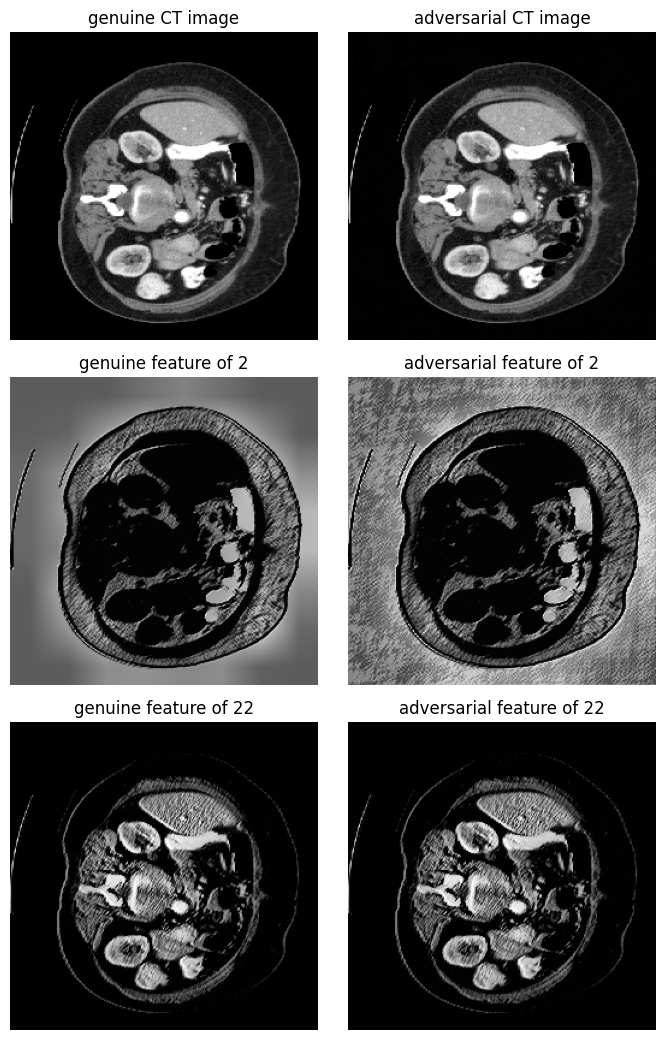 genuine CT image
adversarial CT image
genuine feature of 2
adversarial feature of 2
genuine feature of 22
adversarial feature of 22